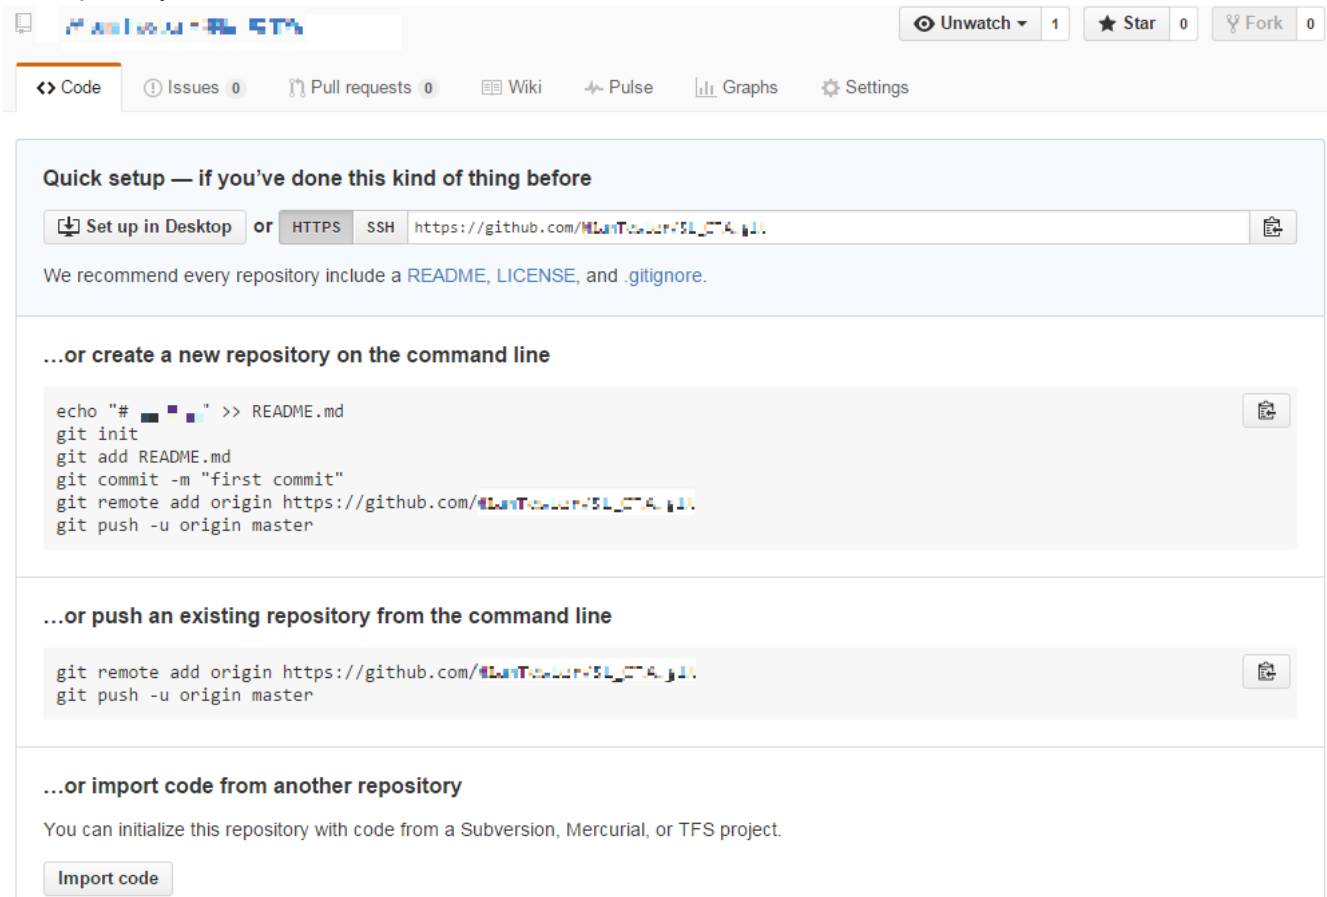 Unwatch 1 Star 0 Fork 0
Code Issues 0 Pull requests 0 Wiki Pulse Graphs Settings
Quick setup — if you’ve done this kind of thing before
Set up in Desktop or HTTPS SSH https://github.com/
We recommend every repository include a README, LICENSE, and .gitignore.
…or create a new repository on the command line
echo "# " >> README.md
git init
git add README.md
git commit -m "first commit"
git remote add origin https://github.com/
git push -u origin master
…or push an existing repository from the command line
git remote add origin https://github.com/
git push -u origin master
…or import code from another repository
You can initialize this repository with code from a Subversion, Mercurial, or TFS project.
Import code